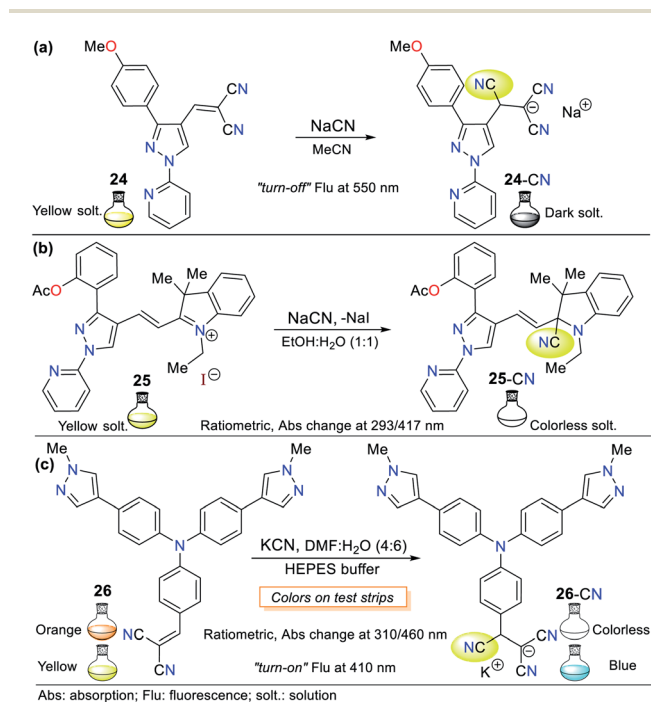 (a)
MeO
NC
CN
CN
N
N
N
24
Yellow solt.
NaCN
MeCN
"turn-off" Flu at 550 nm
MeO
NC
CN
⊖
CN
Na⊕
N
N
N
24-CN
Dark solt.
(b)
AcO
Me Me
N
N
N
N⊕
Me
I⊖
25
Yellow solt.
NaCN, -NaI
EtOH:H₂O (1:1)
Ratiometric, Abs change at 293/417 nm
AcO
Me Me
N
N
N
N
NC
Me
25-CN
Colorless solt.
(c)
Me
N
N
Me
N
N
N
NC
CN
26
Orange
Yellow
KCN, DMF:H₂O (4:6)
HEPES buffer
Colors on test strips
Ratiometric, Abs change at 310/460 nm
"turn-on" Flu at 410 nm
Me
N
N
Me
N
N
N
NC
CN
⊖
CN
K⊕
26-CN
Colorless
Blue
Abs: absorption; Flu: fluorescence; solt.: solution